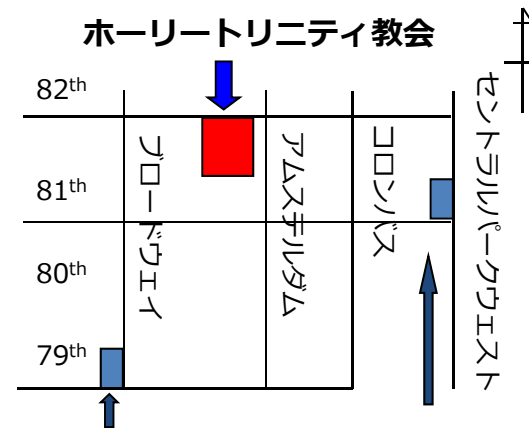 ホーリートリニティ教会
N
82th
81th
80th
79th
ブロードウェイ
アムステルダム
コロンバス
セントラルパークウェスト